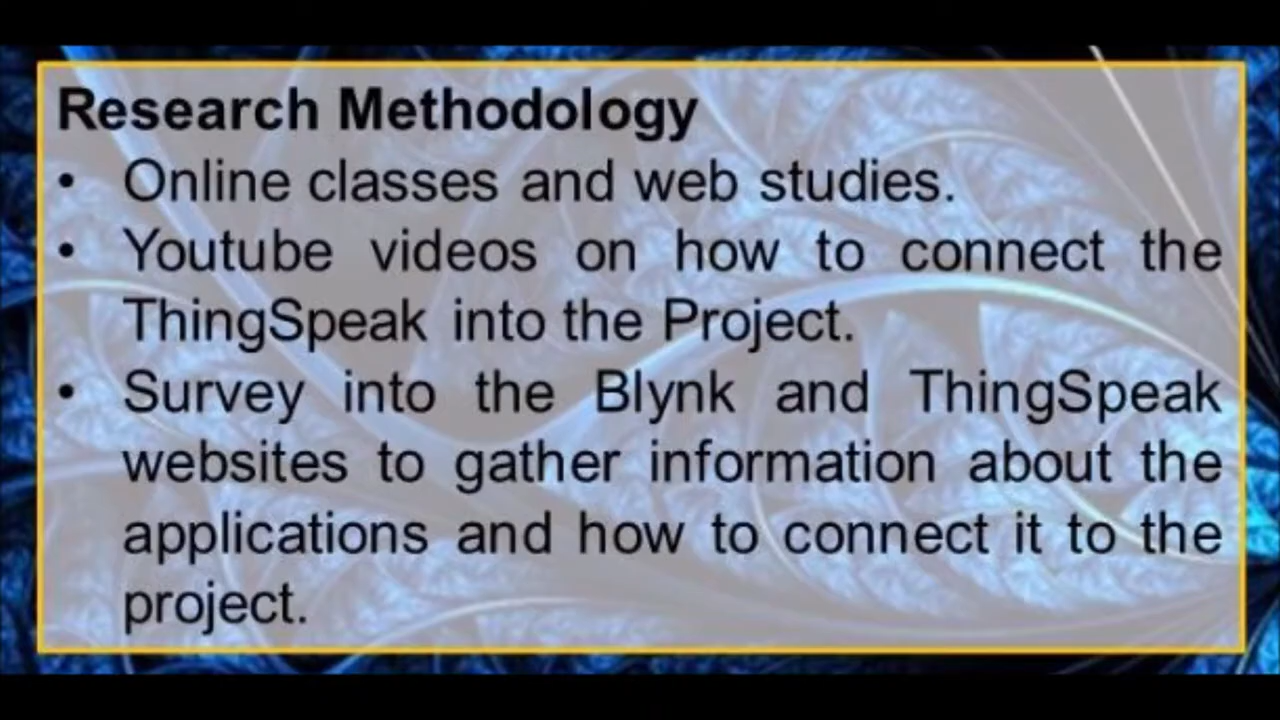 Research Methodology
• Online classes and web studies.
• Youtube videos on how to connect the
ThingSpeak into the Project.
• Survey into the Blynk and ThingSpeak
websites to gather information about the
applications and how to connect it to the
project.